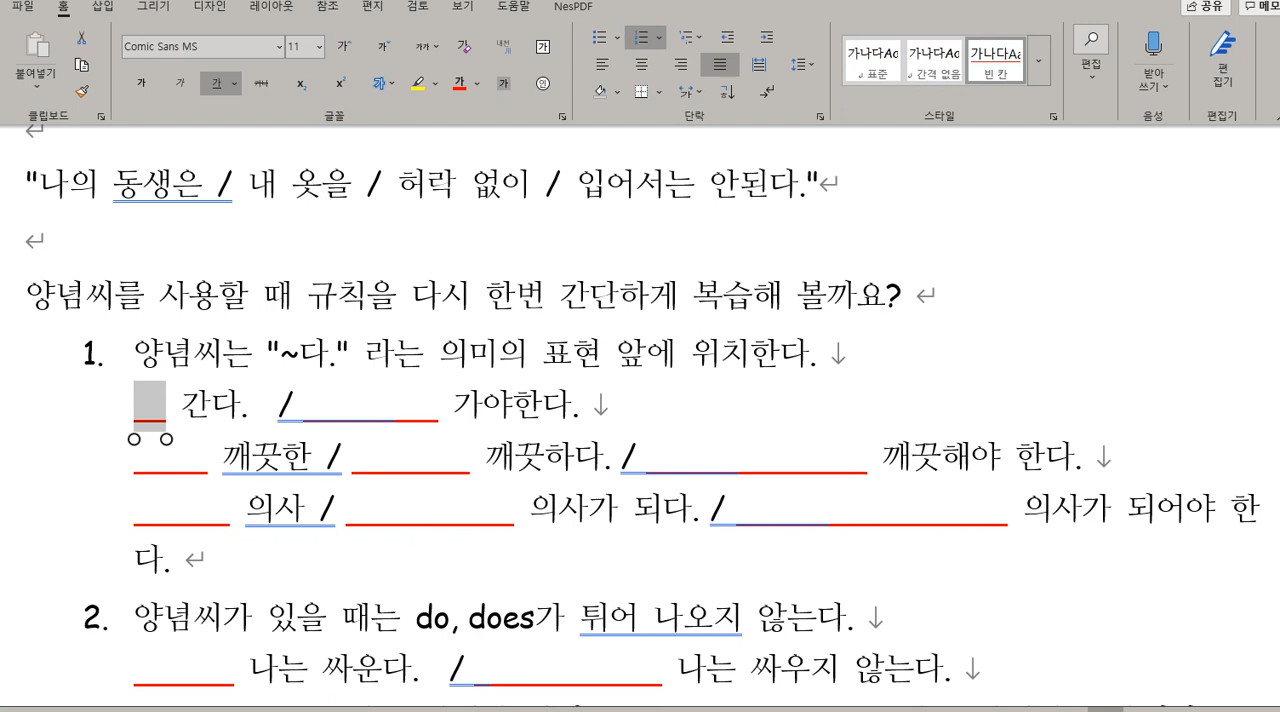 파일 홈 삽입 그리기 디자인 레이아웃 참조 편지 검토 보기 도움말 NesPDF 공유 메모
붙여넣기 Comic Sans MS 11 가나다Aa 가나다Aa 가나다Aa 편집 받아쓰기 편집기
표준 간격 없음 빈 칸
클립보드 글꼴 단락 스타일 음성 편집기
"나의 동생은 / 내 옷을 / 허락 없이 / 입어서는 안된다."
양념씨를 사용할 때 규칙을 다시 한번 간단하게 복습해 볼까요?
1. 양념씨는 "~다." 라는 의미의 표현 앞에 위치한다.
간다. / 가야한다.
깨끗한 / 깨끗하다. / 깨끗해야 한다.
의사 / 의사가 되다. / 의사가 되어야 한
다.
2. 양념씨가 있을 때는 do, does가 튀어 나오지 않는다.
나는 싸운다. / 나는 싸우지 않는다.